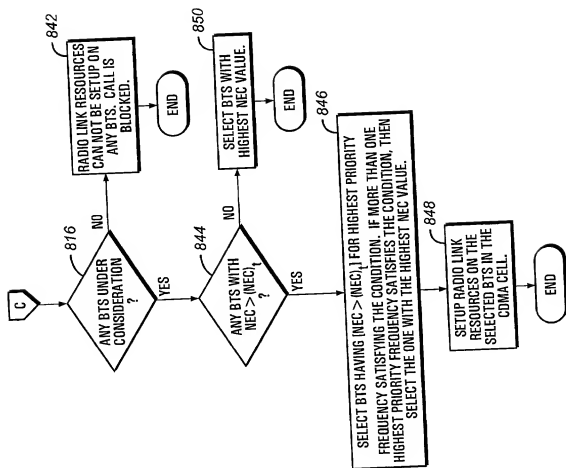 C
816
ANY BTS UNDER
CONSIDERATION
?
NO
842
RADIO LINK RESOURCES
CAN NOT BE SETUP ON
ANY BTS. CALL IS
BLOCKED.
END
YES
844
ANY BTS WITH
NEC > (NEC)t
?
NO
850
SELECT BTS WITH
HIGHEST NEC VALUE.
END
YES
846
SELECT BTS HAVING [NEC > (NEC)t] FOR HIGHEST PRIORITY
FREQUENCY SATISFYING THE CONDITION. IF MORE THAN ONE
HIGHEST PRIORITY FREQUENCY SATISFIES THE CONDITION, THEN
SELECT THE ONE WITH THE HIGHEST NEC VALUE.
848
SETUP RADIO LINK
RESOURCES ON THE
SELECTED BTS IN THE
CDMA CELL.
END